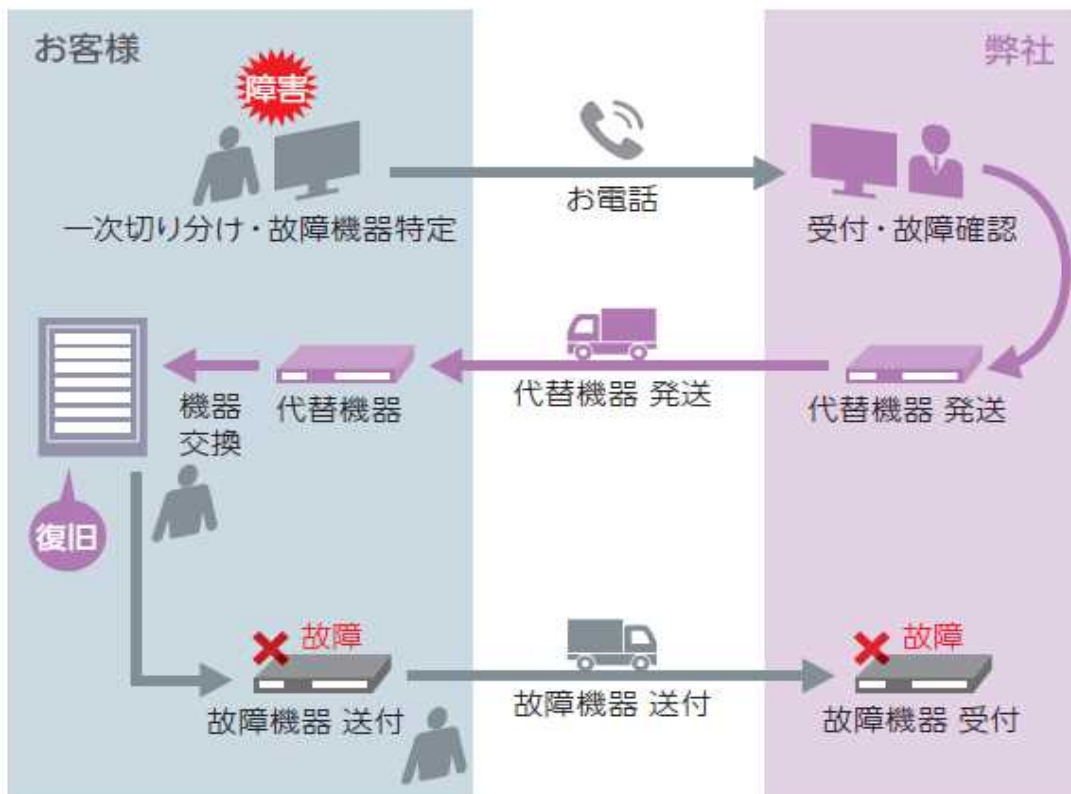 お客様
弊社
障害
お電話
一次切り分け・故障機器特定
受付・故障確認
機器
交換
代替機器
代替機器 発送
代替機器 発送
復旧
故障
故障
故障機器 送付
故障機器 送付
故障機器 受付